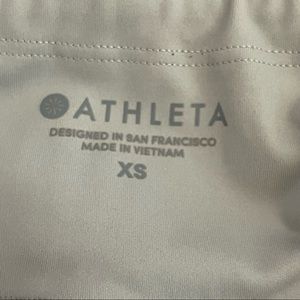 ATHLETA
DESIGNED IN SAN FRANCISCO
MADE IN VIETNAM
XS